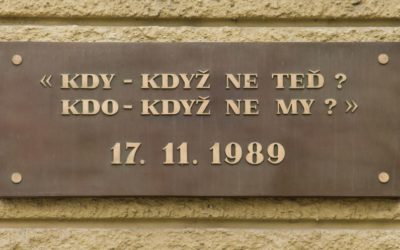 « KDY - KDYŽ NE TEĎ ?
KDO - KDYŽ NE MY ? »
17. 11. 1989